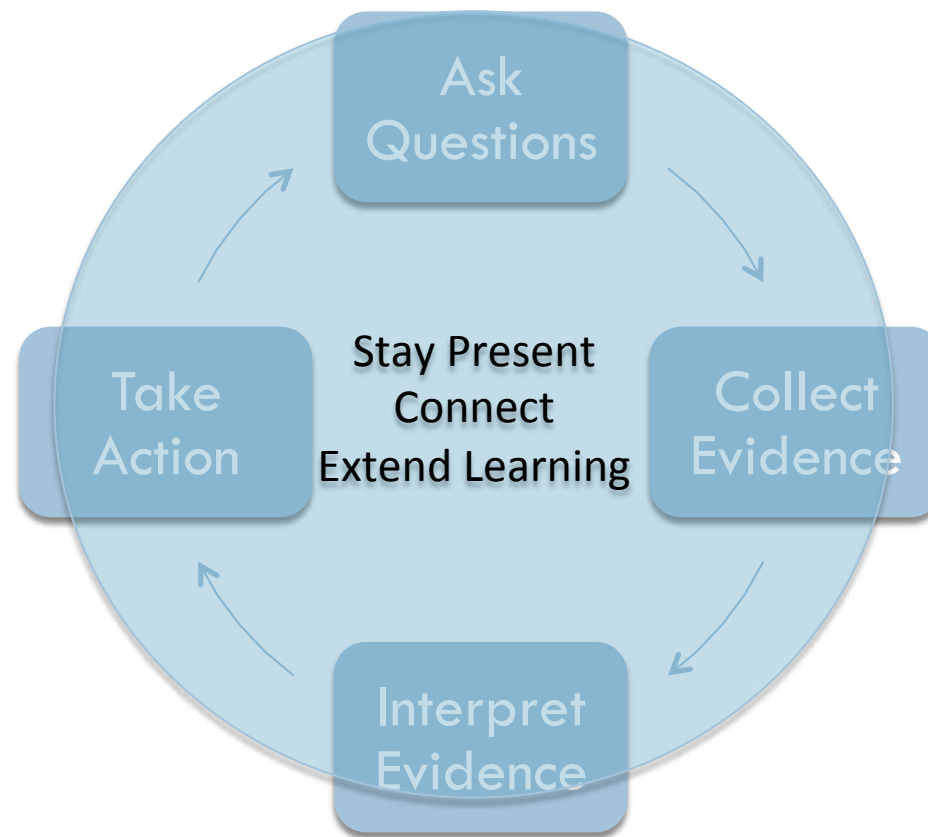 Ask
Questions
Stay Present
Connect
Extend Learning
Take
Action
Collect
Evidence
Interpret
Evidence